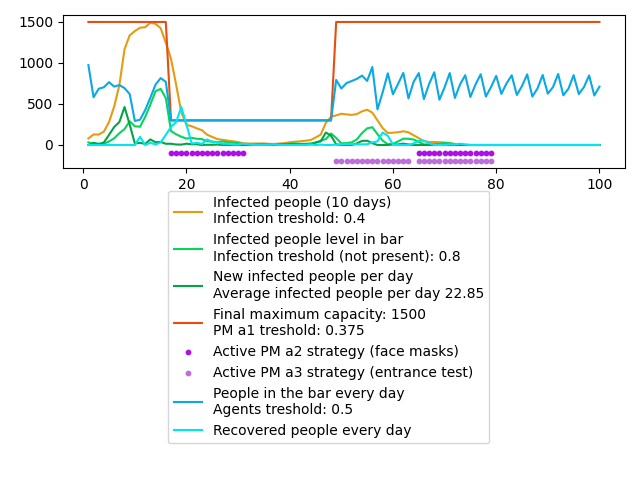 1500
1000
500
0
0
20
40
60
80
100
Infected people (10 days)
Infection treshold: 0.4
Infected people level in bar
Infection treshold (not present): 0.8
New infected people per day
Average infected people per day 22.85
Final maximum capacity: 1500
PM a1 treshold: 0.375
Active PM a2 strategy (face masks)
Active PM a3 strategy (entrance test)
People in the bar every day
Agents treshold: 0.5
Recovered people every day